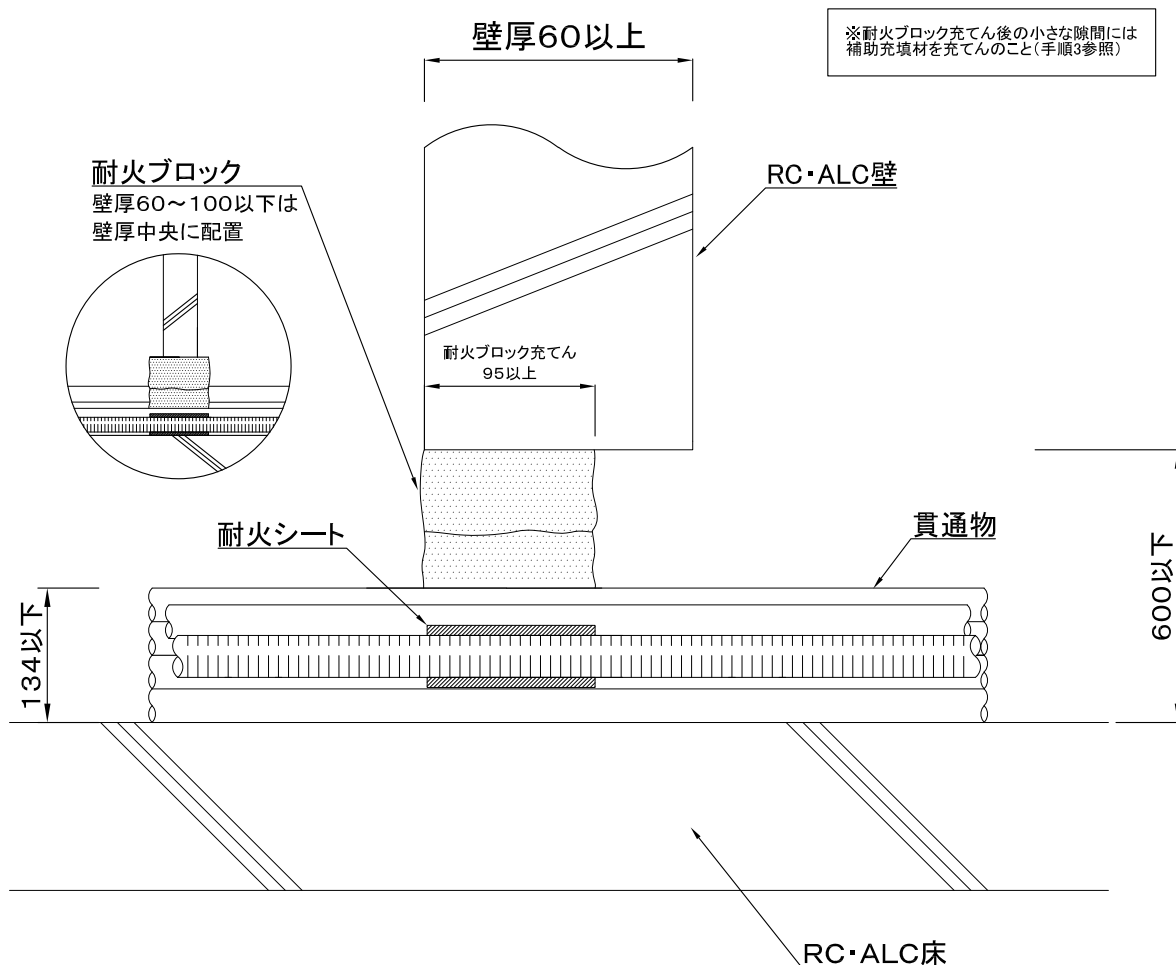 壁厚60以上
※耐火ブロック充てん後の小さな隙間には
補助充填材を充てんのこと(手順3参照)
耐火ブロック
壁厚60～100以下は
壁厚中央に配置
RC・ALC壁
耐火ブロック充てん
95以上
耐火シート
貫通物
134以下
600以下
RC・ALC床